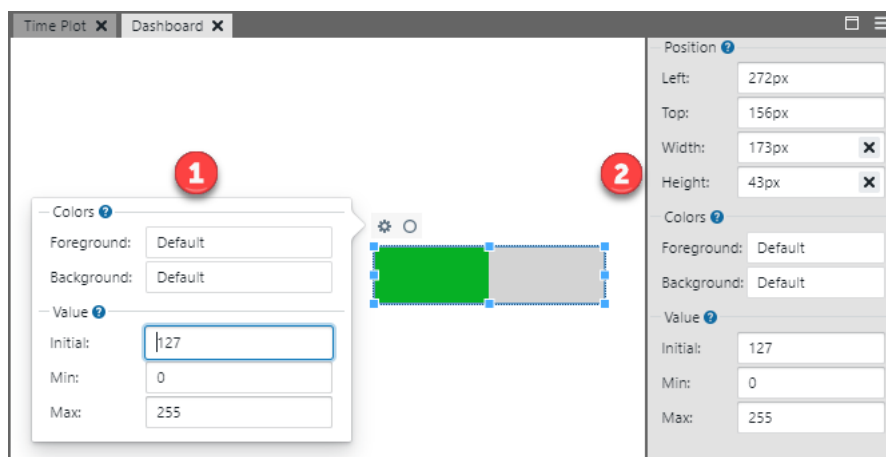 Time Plot Dashboard
1
Colors
Foreground: Default
Background: Default
Value
Initial: 127
Min: 0
Max: 255
2
Position
Left: 272px
Top: 156px
Width: 173px
Height: 43px
Colors
Foreground: Default
Background: Default
Value
Initial: 127
Min: 0
Max: 255